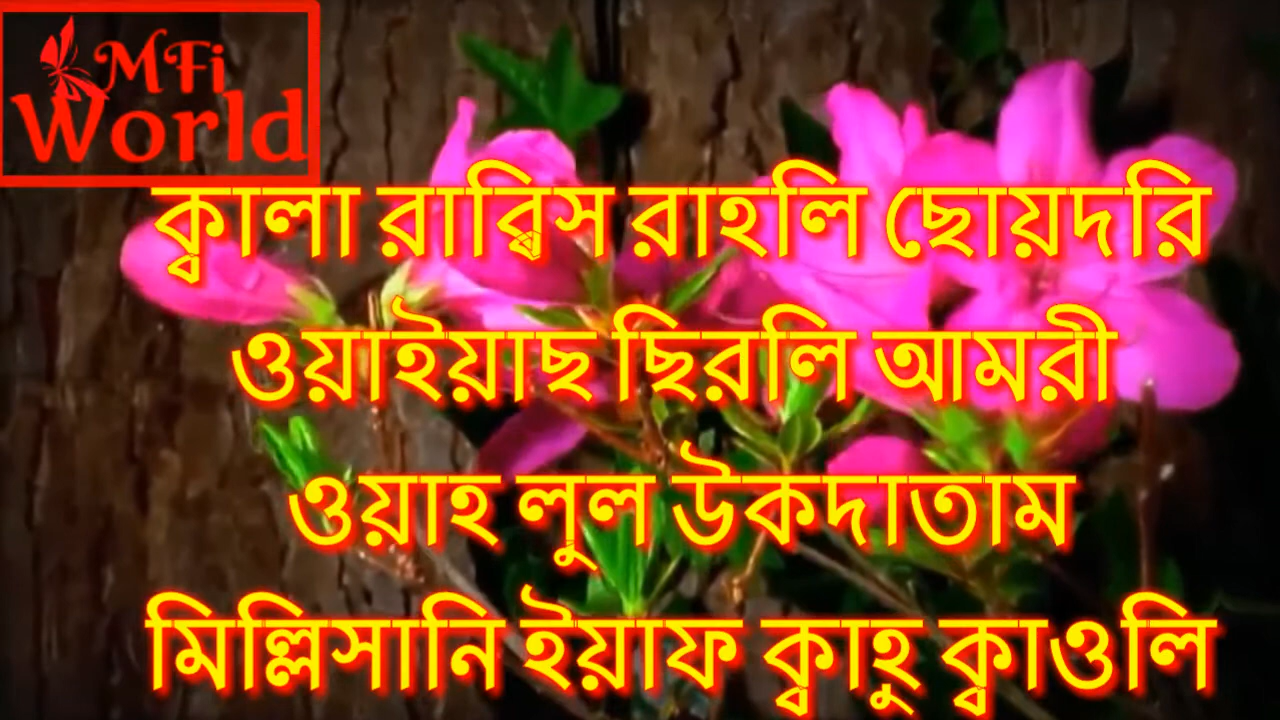 MFi
World
ক্বালা রাব্বিস রাহলি ছোয়দরি
ওয়াইয়াছ ছিরলি আমরী
ওয়াহ লুল উকদাতাম
মিল্লিসানি ইয়াফ ক্বাহু ক্বাওলি